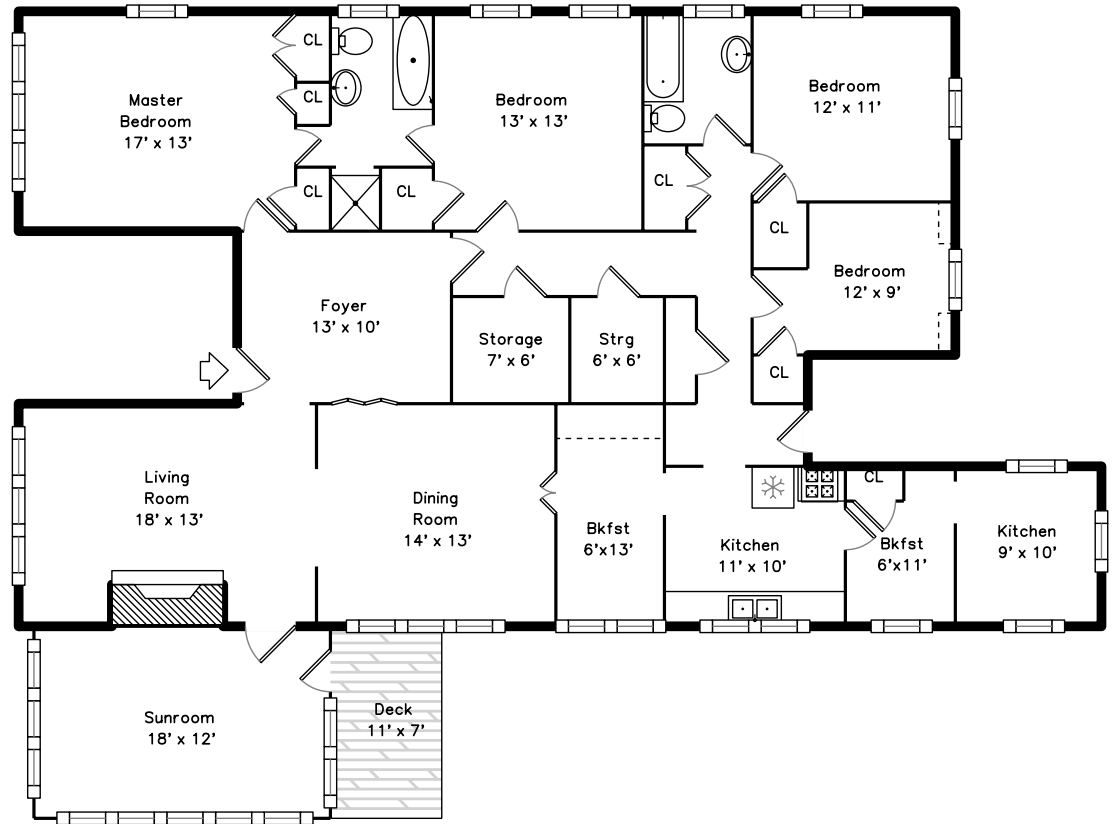 CL
Master
Bedroom
17' x 13'
CL
Bedroom
13' x 13'
Bedroom
12' x 11'
CL
CL
CL
CL
Bedroom
12' x 9'
Foyer
13' x 10'
Storage
7' x 6'
Strg
6' x 6'
CL
Living
Room
18' x 13'
Dining
Room
14' x 13'
Bkfst
6'x13'
Kitchen
11' x 10'
CL
Bkfst
6'x11'
Kitchen
9' x 10'
Sunroom
18' x 12'
Deck
11' x 7'